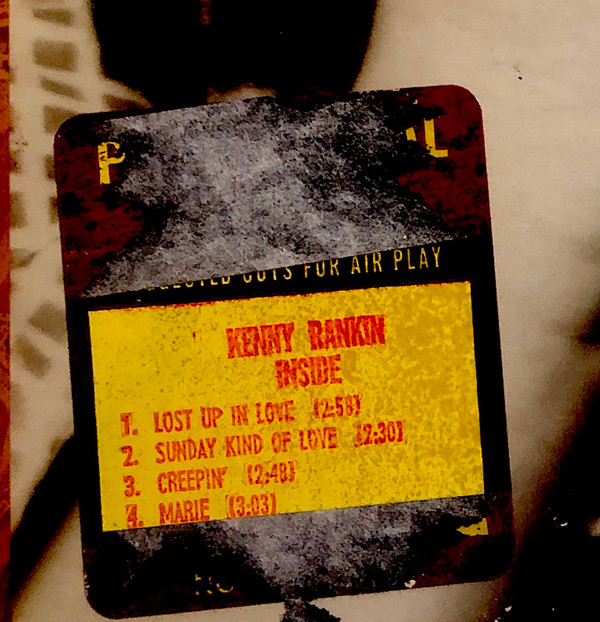 P L
GESTED CUTS FOR AIR PLAY
KENNY RANKIN
INSIDE
1. LOST UP IN LOVE [2:58]
2. SUNDAY KIND OF LOVE [2:30]
3. CREEPIN' [2:48]
4. MARIE [3:03]